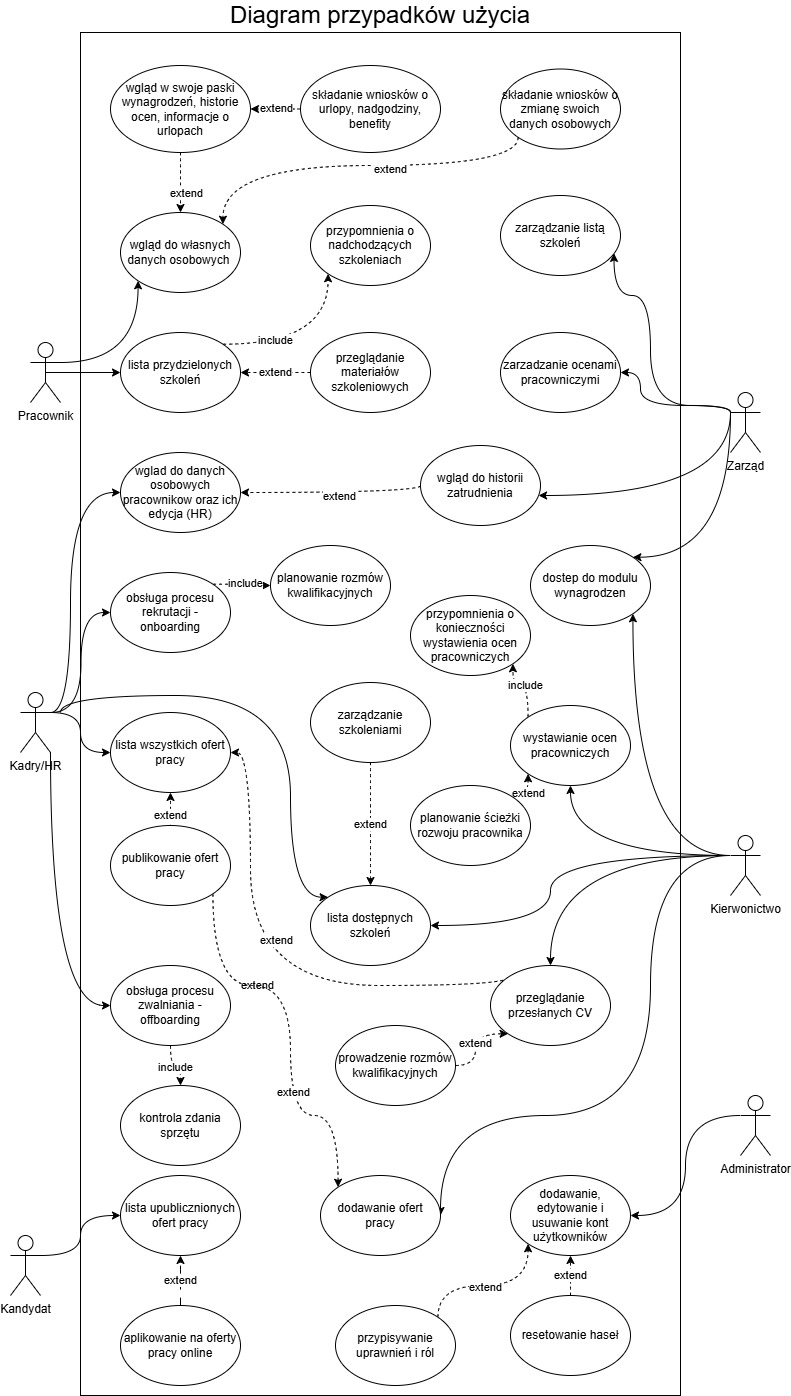 Diagram przypadków użycia
wgląd w swoje paski
wynagrodzeń, historie
ocen, informacje o
urlopach
extend
składanie wniosków o
urlopy, nadgodziny,
benefity
składanie wniosków o
zmianę swoich
danych osobowych
extend
extend
wgląd do własnych
danych osobowych
przypomnienia o
nadchodzących
szkoleniach
zarządzanie listą
szkoleń
include
lista przydzielonych
szkoleń
extend
przeglądanie
materiałów
szkoleniowych
zarzadzanie ocenami
pracowniczymi
Pracownik
Zarząd
wglad do danych
osobowych
pracownikow oraz ich
edycja (HR)
extend
wgląd do historii
zatrudnienia
obsługa procesu
rekrutacji -
onboarding
include
planowanie rozmów
kwalifikacyjnych
dostep do modulu
wynagrodzen
przypomnienia o
konieczności
wystawienia ocen
pracowniczych
include
zarządzanie
szkoleniami
wystawianie ocen
pracowniczych
lista wszystkich ofert
pracy
Kadry/HR
extend
extend
extend
planowanie ścieżki
rozwoju pracownika
publikowanie ofert
pracy
Kierwonictwo
lista dostępnych
szkoleń
extend
extend
obsługa procesu
zwalniania -
offboarding
przeglądanie
przesłanych CV
extend
prowadzenie rozmów
kwalifikacyjnych
include
extend
kontrola zdania
sprzętu
Administrator
lista upublicznionych
ofert pracy
dodawanie ofert
pracy
dodawanie,
edytowanie i
usuwanie kont
użytkowników
Kandydat
extend
extend
extend
aplikowanie na oferty
pracy online
przypisywanie
uprawnień i ról
resetowanie haseł